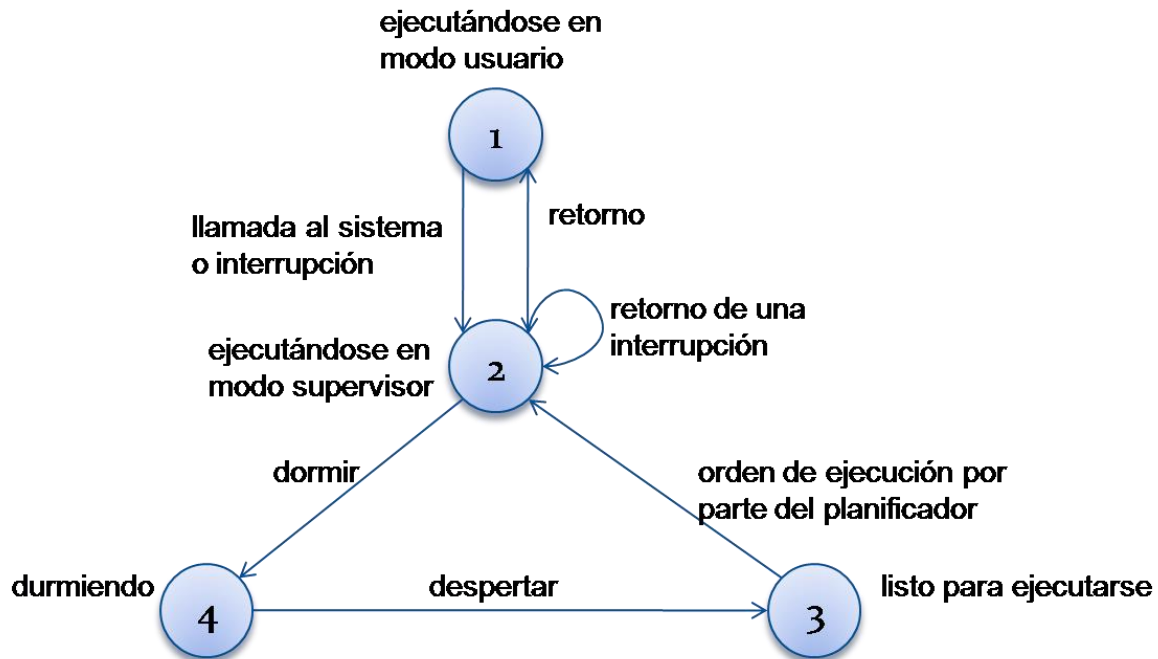 ejecutándose en
modo usuario
1
llamada al sistema
o interrupción
retorno
retorno de una
interrupción
ejecutándose en
modo supervisor
2
dormir
orden de ejecución por
parte del planificador
durmiendo
4
despertar
3
listo para ejecutarse